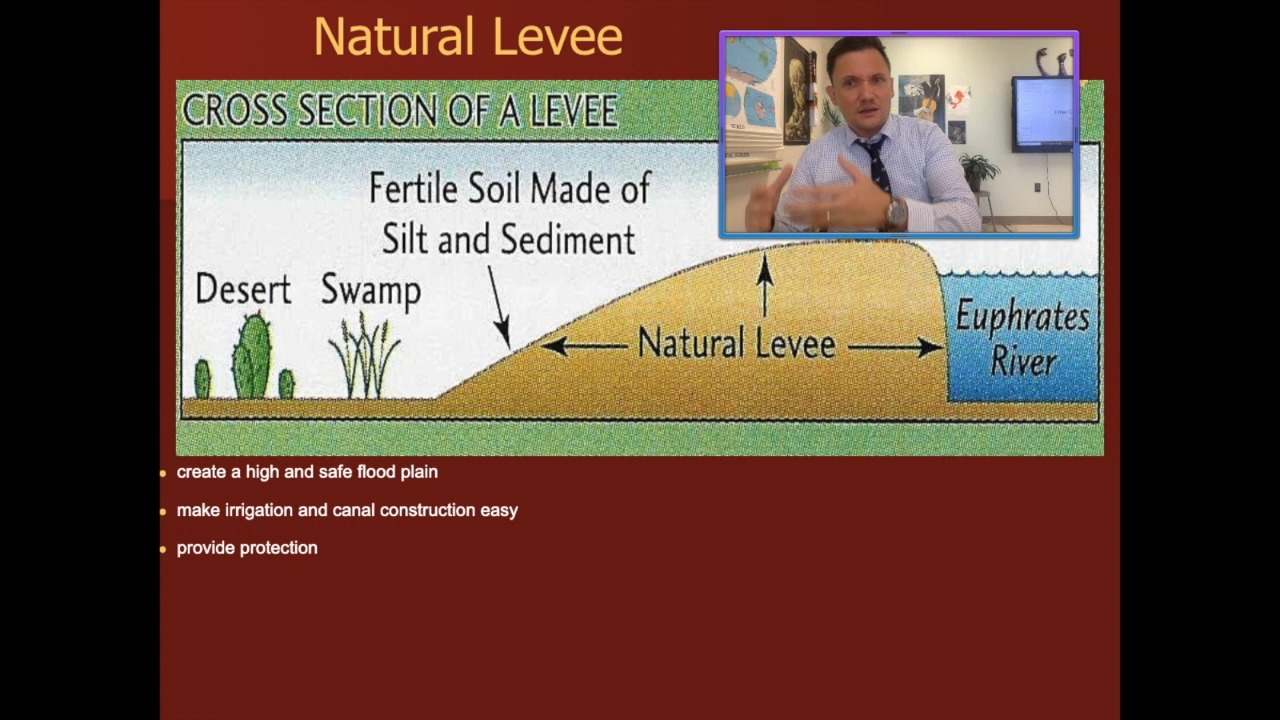 Natural Levee
CROSS SECTION OF A LEVEE
Fertile Soil Made of
Silt and Sediment
Desert Swamp
Natural Levee
Euphrates
River
create a high and safe flood plain
make irrigation and canal construction easy
provide protection